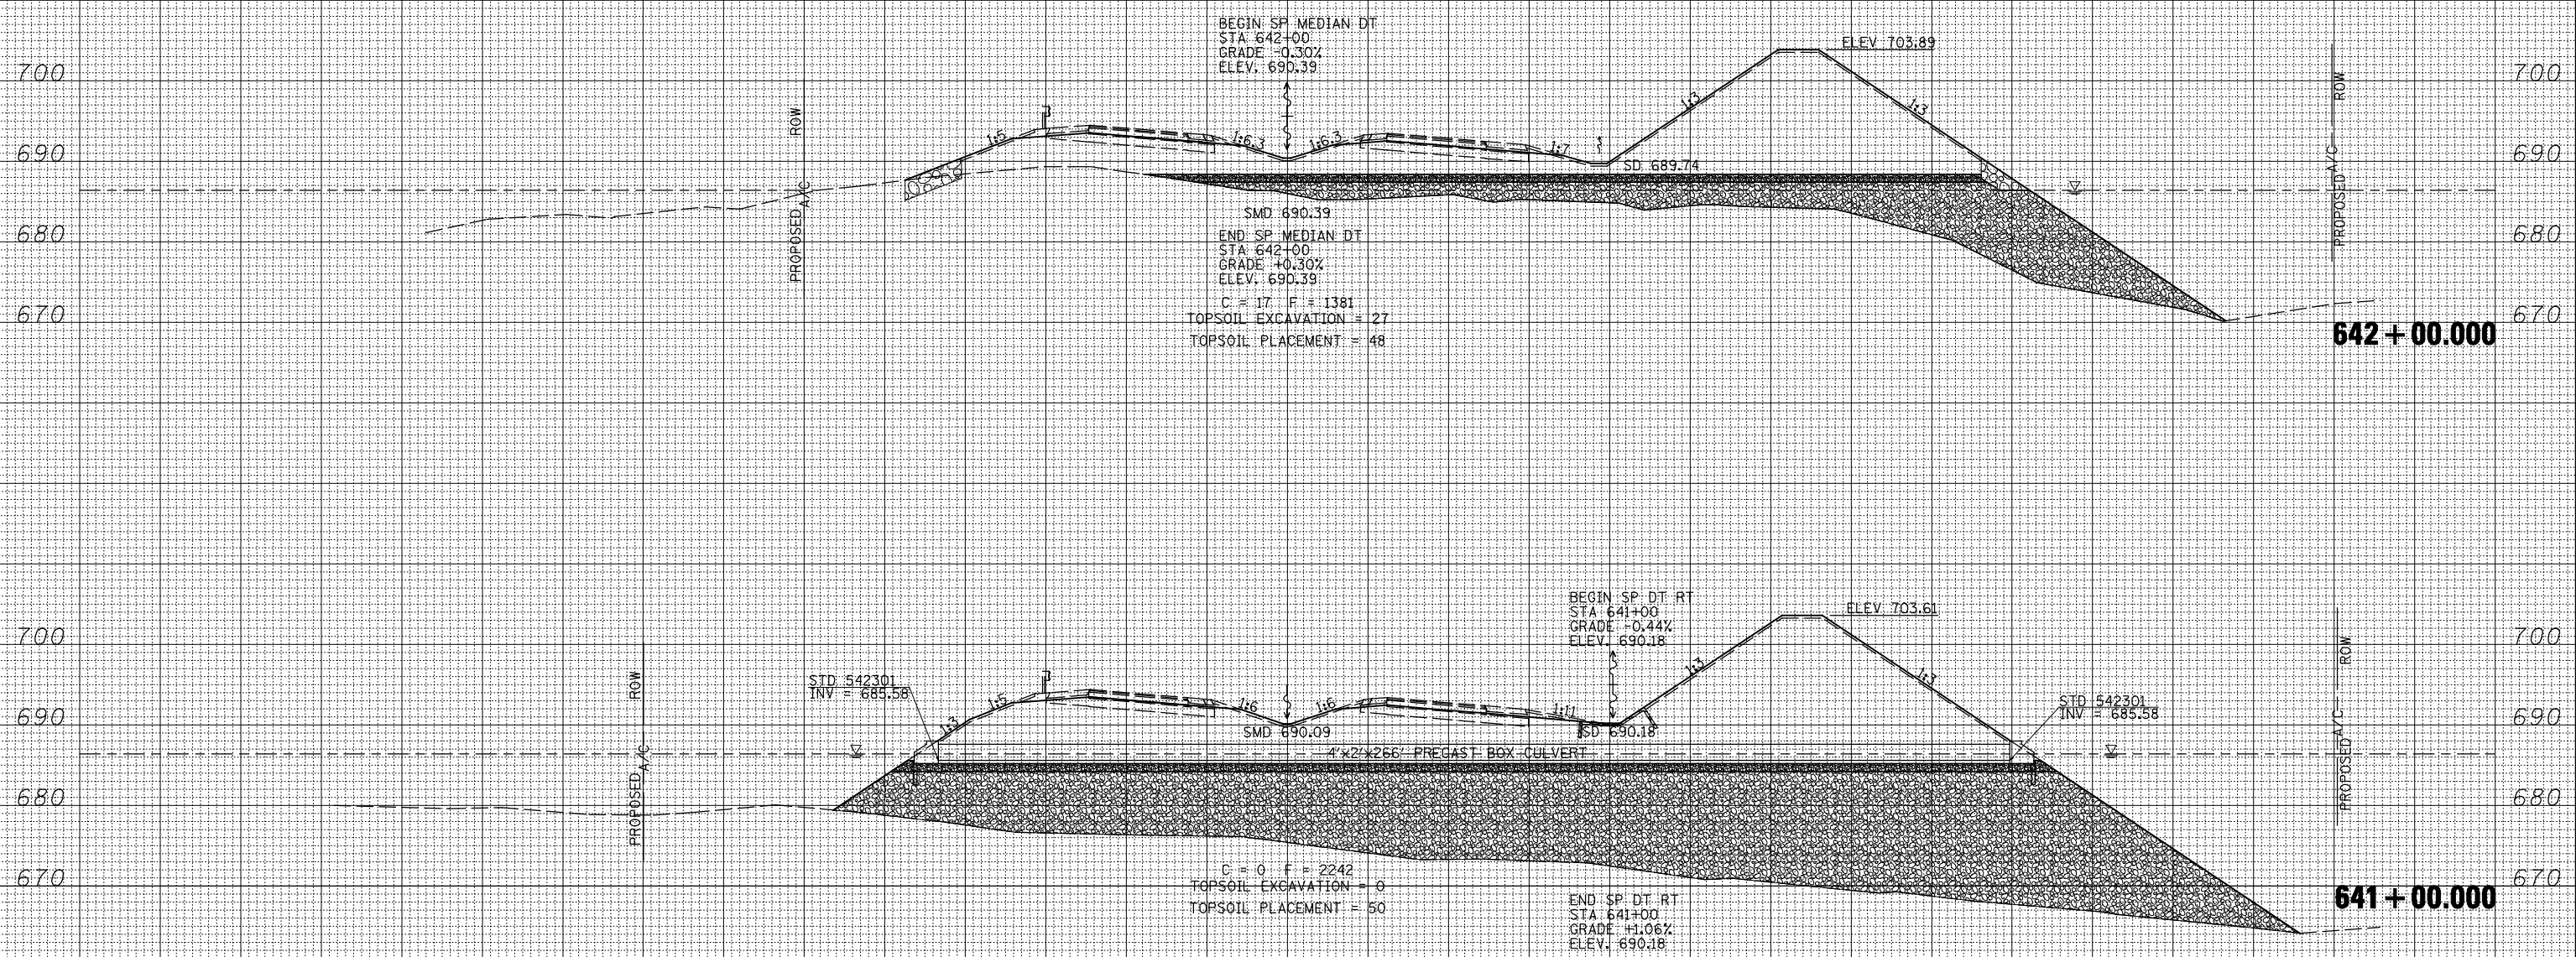 BEGIN SP MEDIAN DT
STA 642+00
GRADE -0.30%
ELEV. 690.39
ELEV 703.89
700
700
ROW
ROW
1:3
1:3
1:5
1:6.3
1:6.3
1:7
690
690
SD 689.74
PROPOSED A/C
PROPOSED A/C
SMD 690.39
680
680
END SP MEDIAN DT
STA 642+00
GRADE +0.30%
ELEV. 690.39
C = 17 F = 1381
TOPSOIL EXCAVATION = 27
TOPSOIL PLACEMENT = 48
670
670
642+00.000
BEGIN SP DT RT
STA 641+00
GRADE -0.44%
ELEV. 690.18
ELEV 703.61
700
700
ROW
ROW
1:3
1:3
STD 542301
INV = 685.58
STD 542301
INV = 685.58
1:3
1:5
1:6
1:6
1:11
690
690
SMD 690.09
SD 690.18
4'x2'x266' PRECAST BOX CULVERT
PROPOSED A/C
PROPOSED A/C
680
680
C = 0 F = 2242
TOPSOIL EXCAVATION = 0
TOPSOIL PLACEMENT = 50
670
670
641+00.000
END SP DT RT
STA 641+00
GRADE +1.06%
ELEV. 690.18